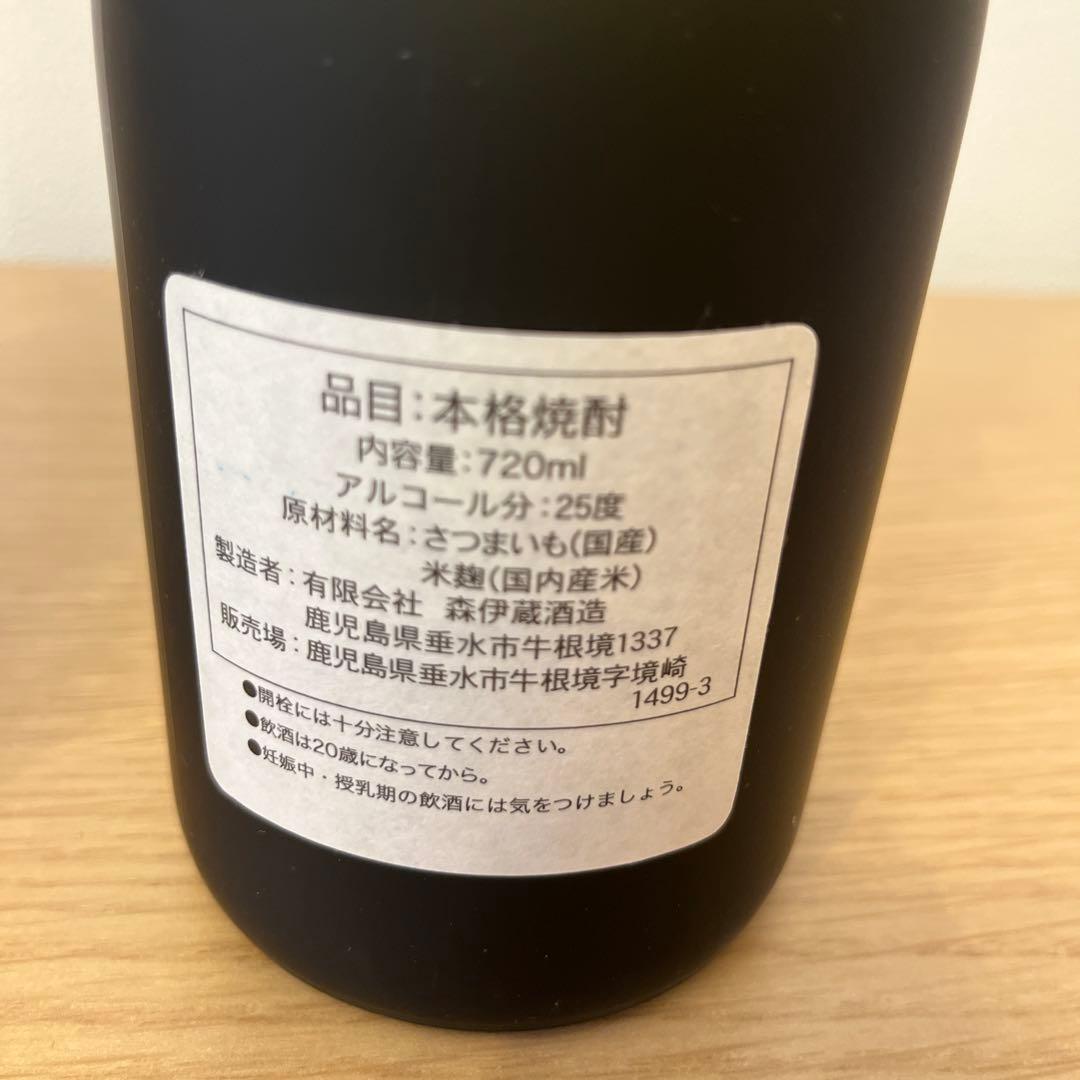 品目:本格焼酎
内容量:720ml
アルコール分:25度
原材料名:さつまいも(国産)
米麹(国内産米)
製造者:有限会社 森伊蔵酒造
鹿児島県垂水市牛根境1337
販売場:鹿児島県垂水市牛根境字境崎
1499-3
●開栓には十分注意してください。
●飲酒は20歳になってから。
●妊娠中・授乳期の飲酒には気をつけましょう。